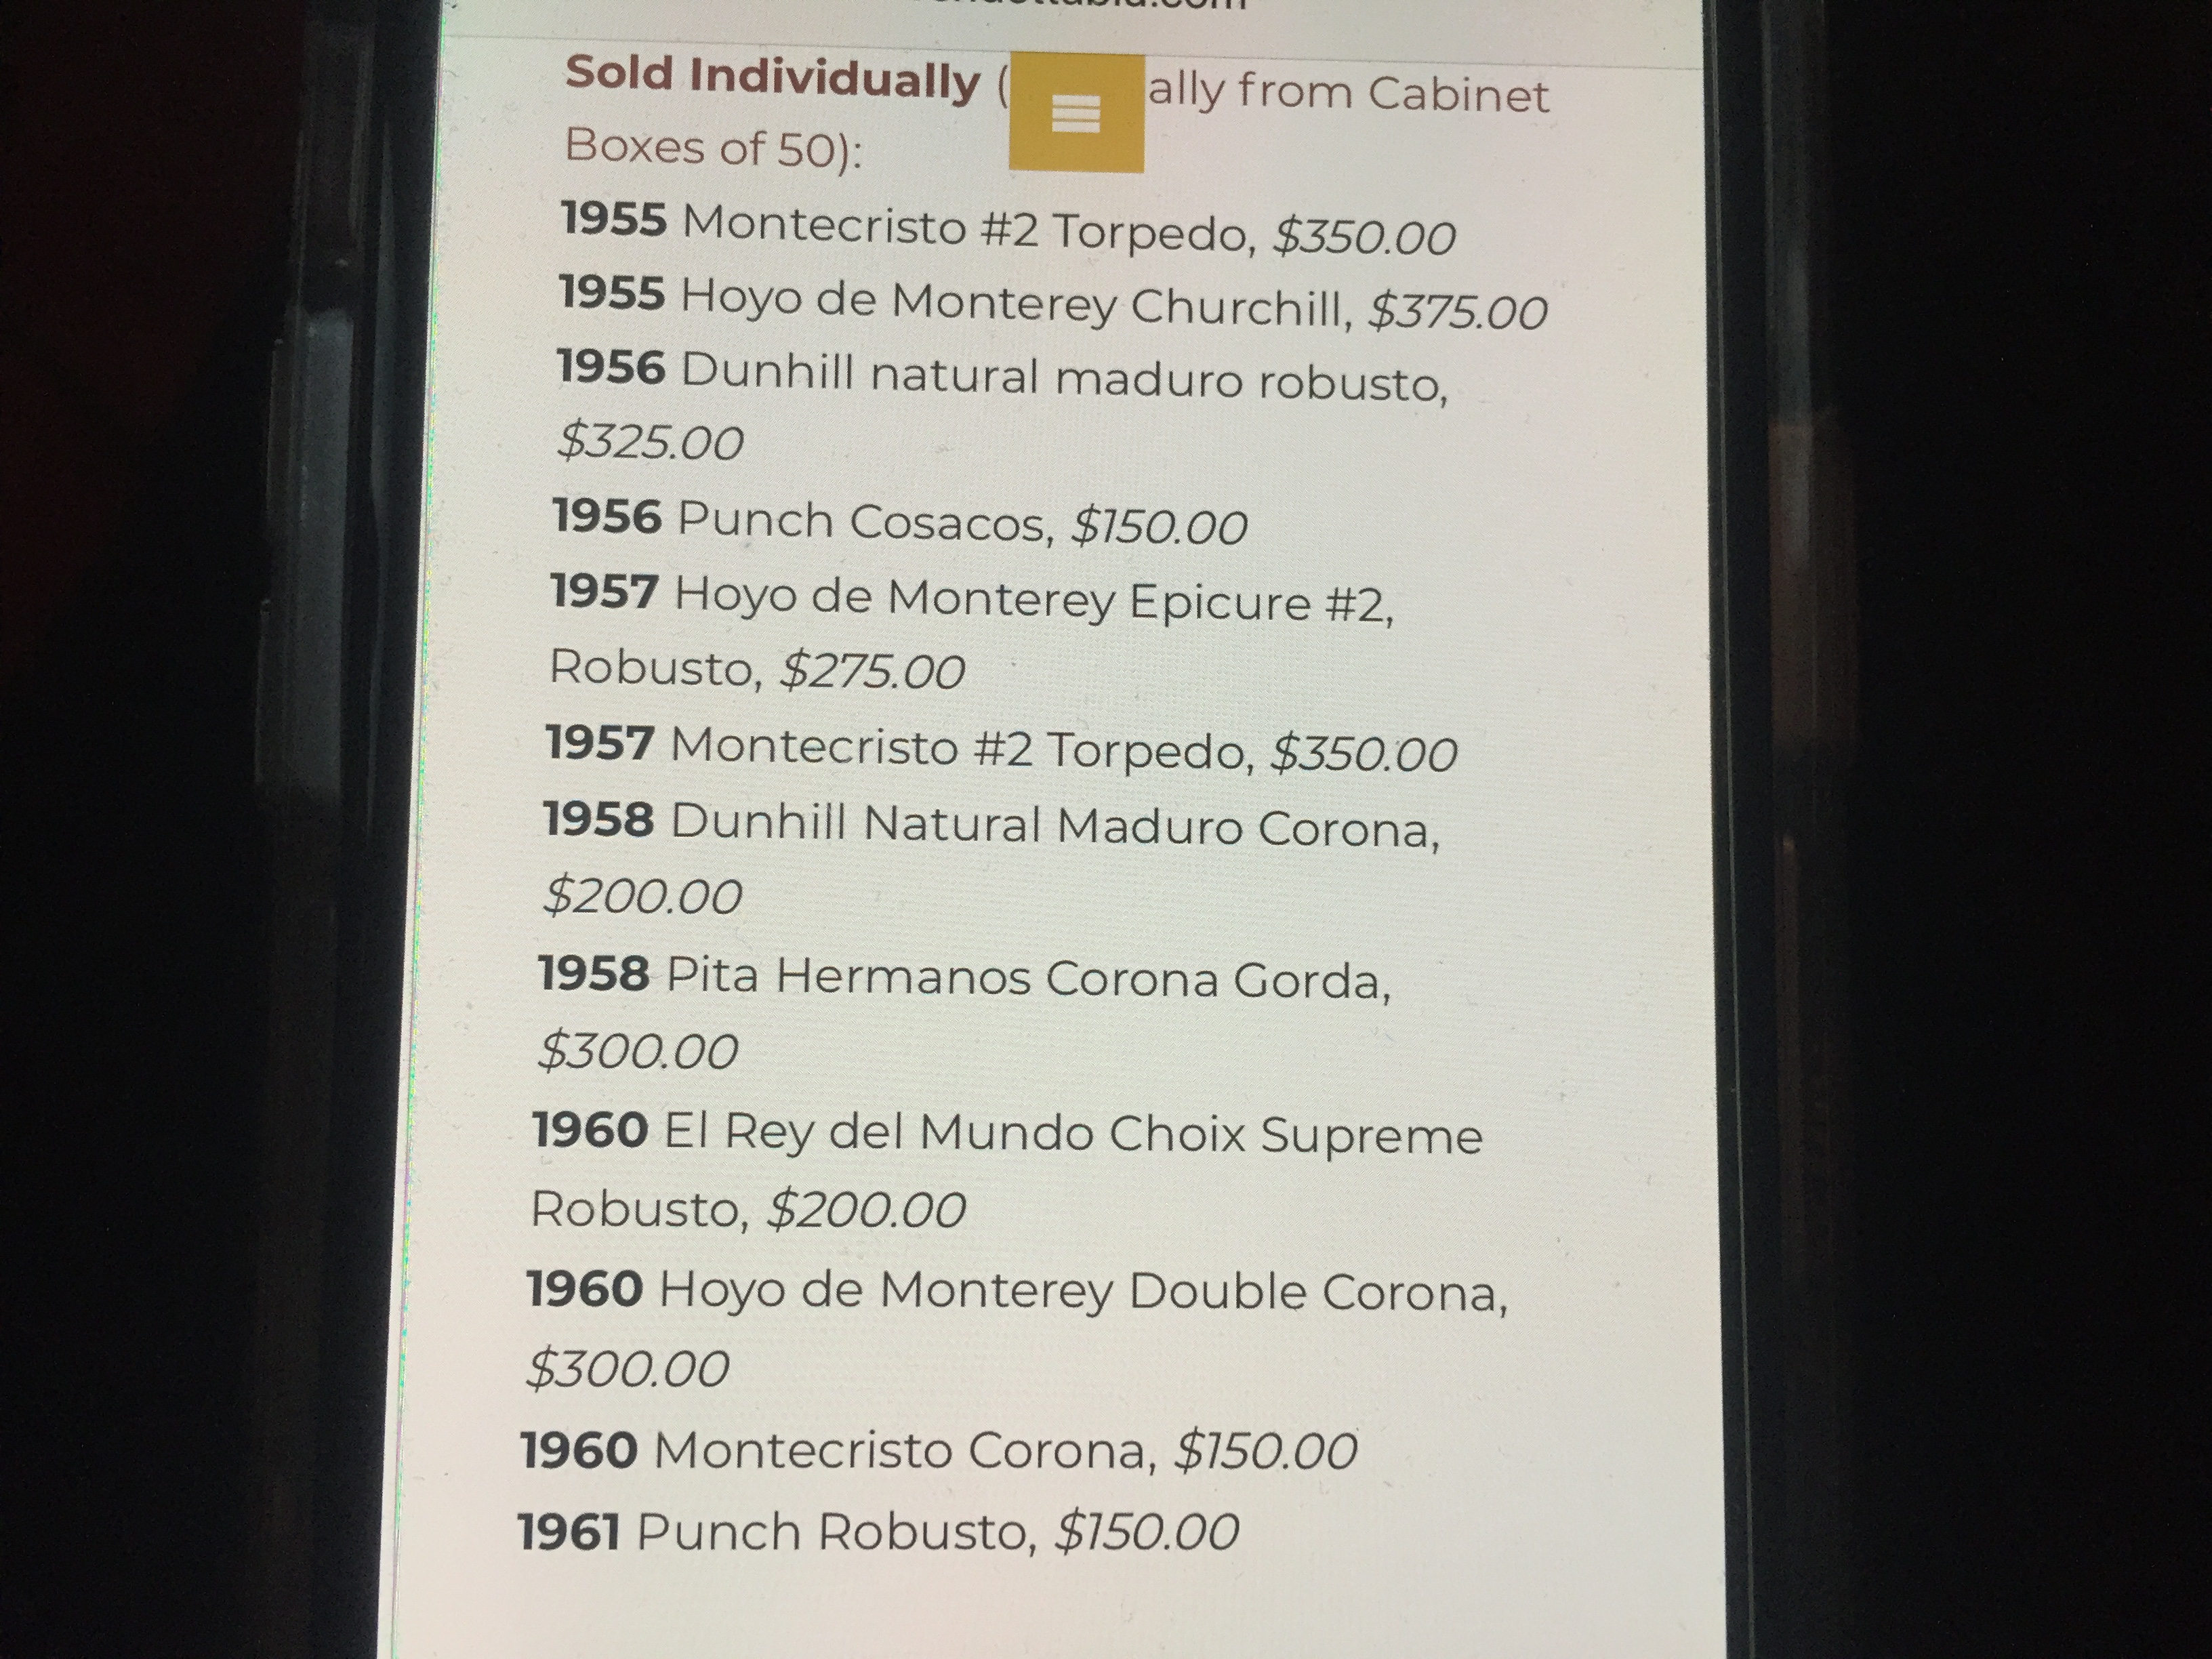 Sold Individually ( ally from Cabinet
Boxes of 50):
1955 Montecristo #2 Torpedo, $350.00
1955 Hoyo de Monterey Churchill, $375.00
1956 Dunhill natural maduro robusto,
$325.00
1956 Punch Cosacos, $150.00
1957 Hoyo de Monterey Epicure #2,
Robusto, $275.00
1957 Montecristo #2 Torpedo, $350.00
1958 Dunhill Natural Maduro Corona,
$200.00
1958 Pita Hermanos Corona Gorda,
$300.00
1960 El Rey del Mundo Choix Supreme
Robusto, $200.00
1960 Hoyo de Monterey Double Corona,
$300.00
1960 Montecristo Corona, $150.00
1961 Punch Robusto, $150.00